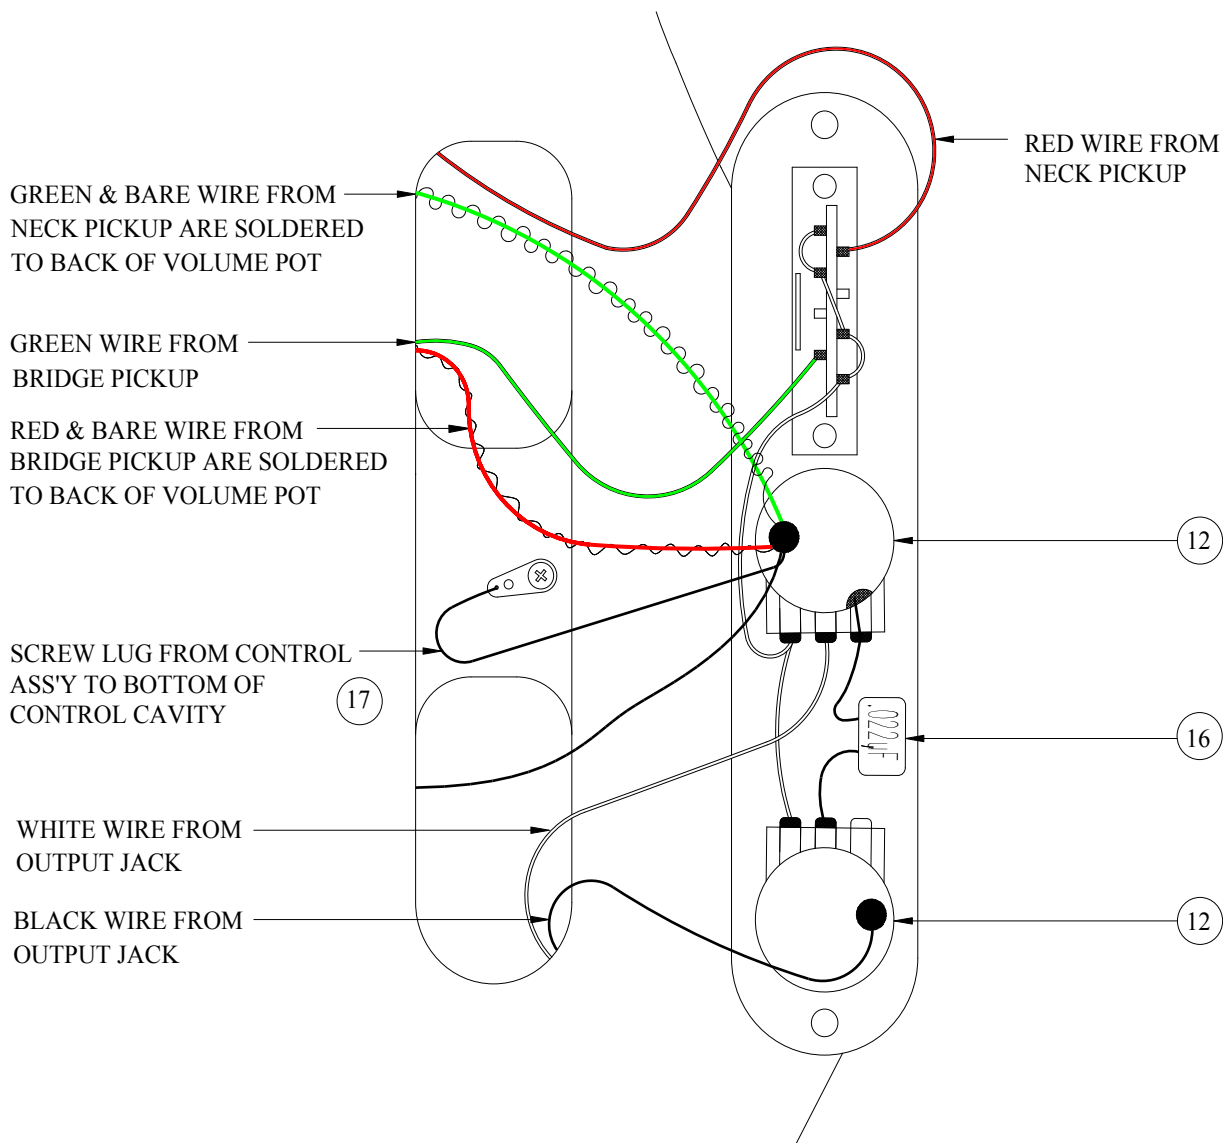 RED WIRE FROM
NECK PICKUP
GREEN & BARE WIRE FROM
NECK PICKUP ARE SOLDERED
TO BACK OF VOLUME POT
GREEN WIRE FROM
BRIDGE PICKUP
RED & BARE WIRE FROM
BRIDGE PICKUP ARE SOLDERED
TO BACK OF VOLUME POT
12
SCREW LUG FROM CONTROL
ASS'Y TO BOTTOM OF
CONTROL CAVITY
17
.022µF
16
WHITE WIRE FROM
OUTPUT JACK
BLACK WIRE FROM
OUTPUT JACK
12